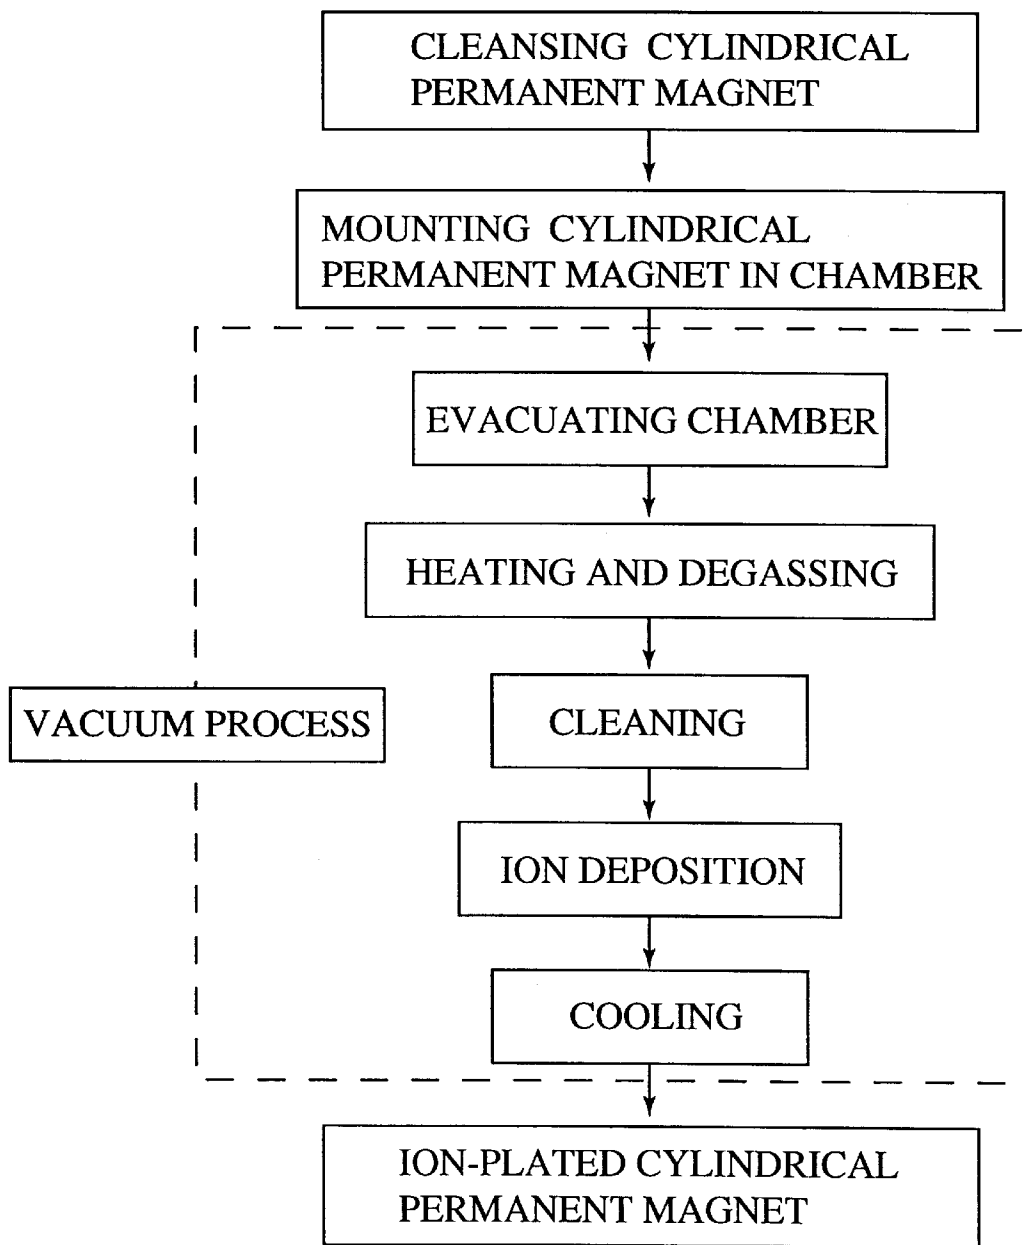 CLEANSING CYLINDRICAL
PERMANENT MAGNET
MOUNTING CYLINDRICAL
PERMANENT MAGNET IN CHAMBER
EVACUATING CHAMBER
HEATING AND DEGASSING
VACUUM PROCESS
CLEANING
ION DEPOSITION
COOLING
ION-PLATED CYLINDRICAL
PERMANENT MAGNET